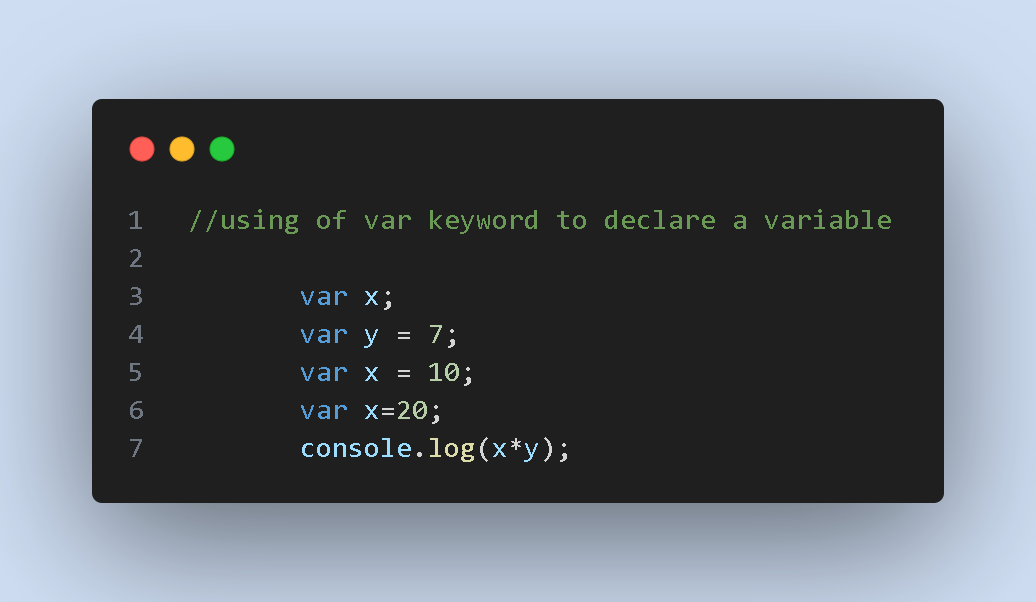 1 //using of var keyword to declare a variable
2
3 var x;
4 var y = 7;
5 var x = 10;
6 var x=20;
7 console.log(x*y);